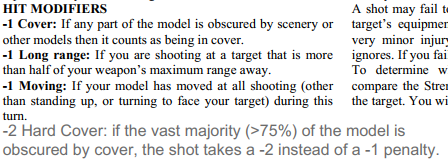 HIT MODIFIERS
-1 Cover: If any part of the model is obscured by scenery or
other models then it counts as being in cover.
-1 Long range: If you are shooting at a target that is more
than half of your weapon's maximum range away.
-1 Moving: If your model has moved at all shooting (other
than standing up, or turning to face your target) during this
turn.
-2 Hard Cover: if the vast majority (>75%) of the model is
obscured by cover, the shot takes a -2 instead of a -1 penalty.
A shot may fail t
target's equipmen
very minor injury
ignores. If you fai
To determine w
compare the Stre
the target. You wi